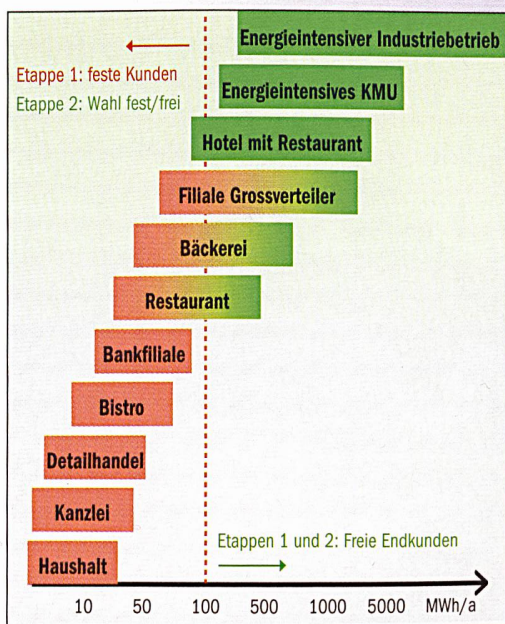 Energieintensiver Industriebetrieb
Etappe 1: feste Kunden
Etappe 2: Wahl fest/frei
Energieintensives KMU
Hotel mit Restaurant
Filiale Grossverteiler
Bäckerei
Restaurant
Bankfiliale
Bistro
Detailhandel
Kanzlei
Etappen 1 und 2: Freie Endkunden
Haushalt
10 50 100 500 1000 5000 MWh/a